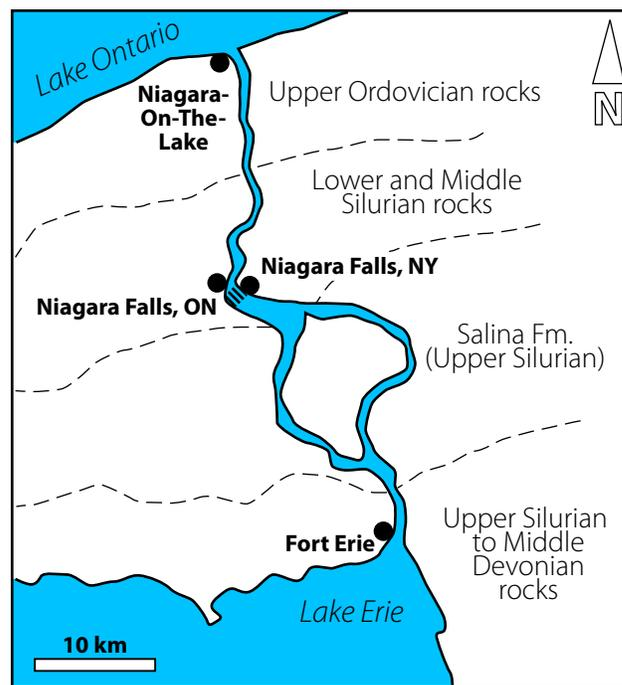 Lake Ontario
N
Niagara-
On-The-
Lake
Upper Ordovician rocks
Lower and Middle
Silurian rocks
Niagara Falls, NY
Niagara Falls, ON
Salina Fm.
(Upper Silurian)
Upper Silurian
to Middle
Devonian
rocks
Fort Erie
Lake Erie
10 km